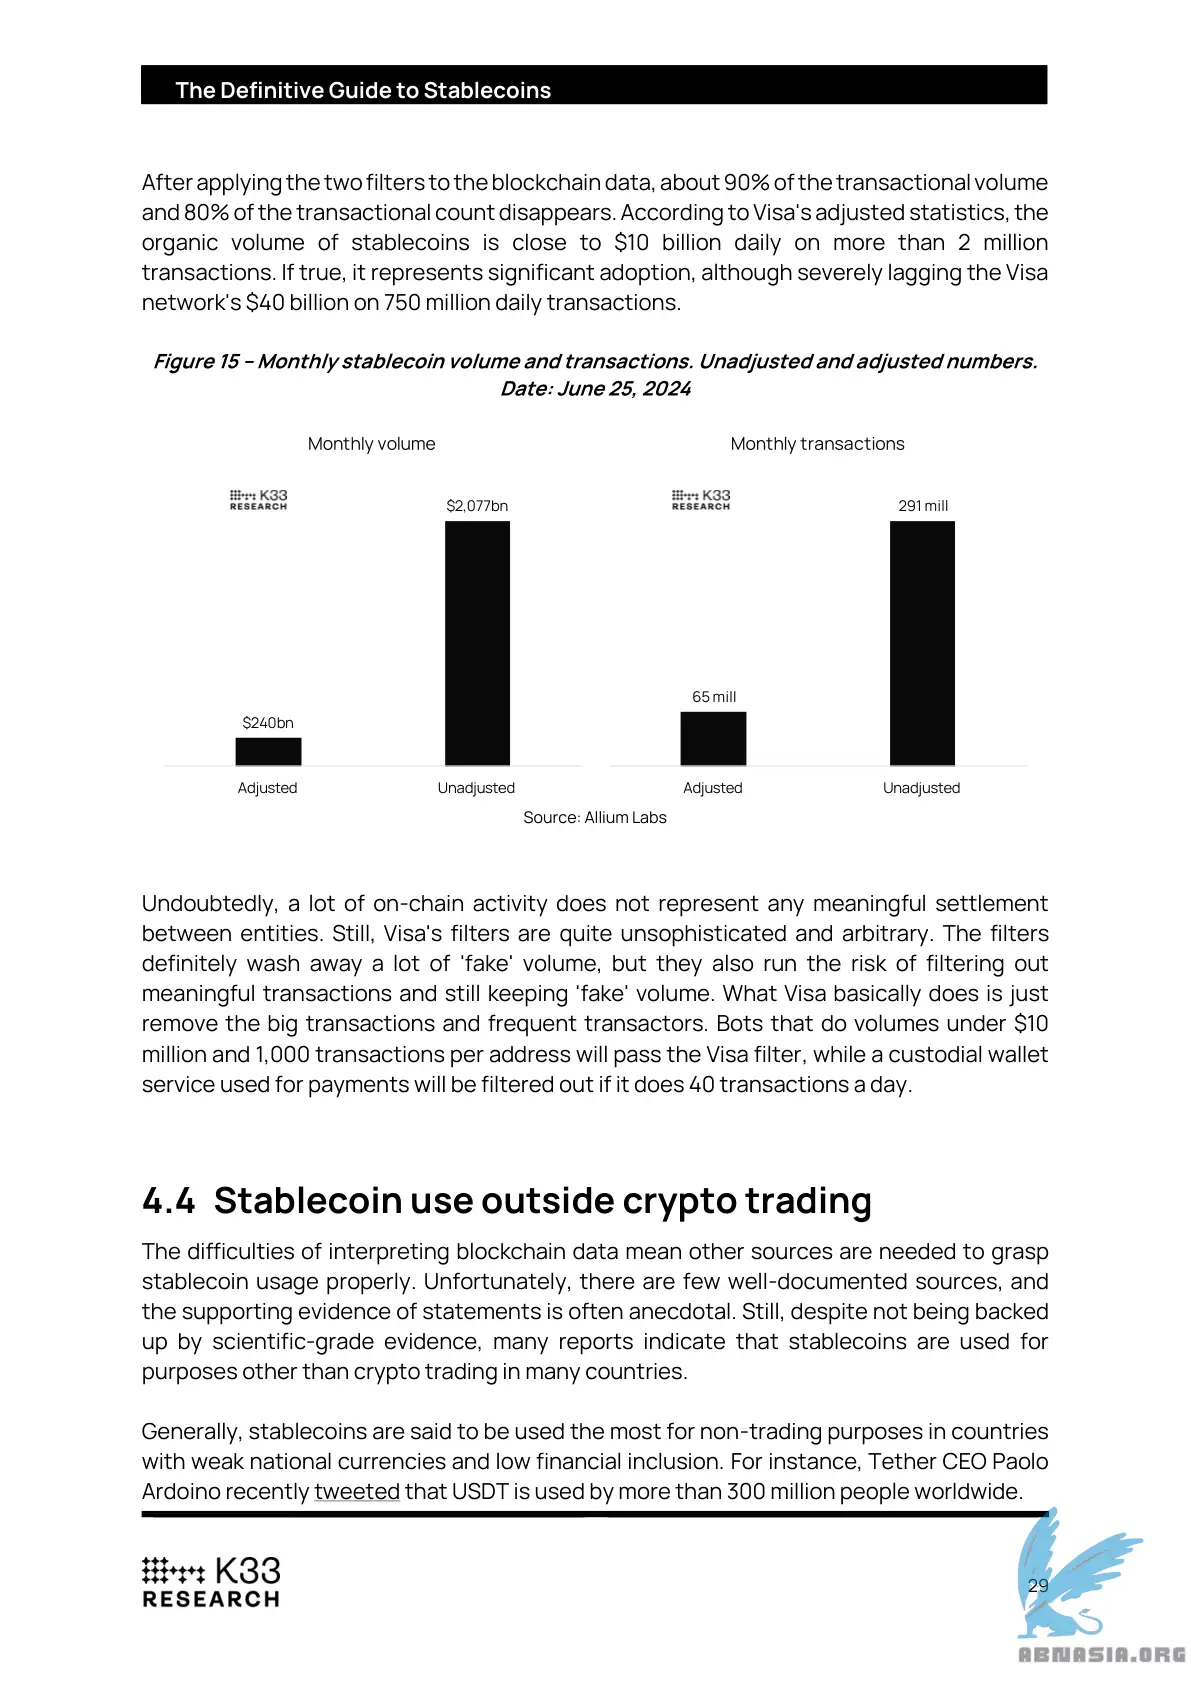 The Definitive Guide to Stablecoins
After applying the two filters to the blockchain data, about 90% of the transactional volume
and 80% of the transactional count disappears. According to Visa's adjusted statistics, the
organic volume of stablecoins is close to $10 billion daily on more than 2 million
transactions. If true, it represents significant adoption, although severely lagging the Visa
network's $40 billion on 750 million daily transactions.
Figure 15 – Monthly stablecoin volume and transactions. Unadjusted and adjusted numbers.
Date: June 25, 2024
Monthly volume
K33
RESEARCH
$2,077bn
$240bn
Adjusted
Unadjusted
Monthly transactions
K33
RESEARCH
291 mill
65 mill
Adjusted
Unadjusted
Source: Allium Labs
Undoubtedly, a lot of on-chain activity does not represent any meaningful settlement
between entities. Still, Visa's filters are quite unsophisticated and arbitrary. The filters
definitely wash away a lot of 'fake' volume, but they also run the risk of filtering out
meaningful transactions and still keeping 'fake' volume. What Visa basically does is just
remove the big transactions and frequent transactors. Bots that do volumes under $10
million and 1,000 transactions per address will pass the Visa filter, while a custodial wallet
service used for payments will be filtered out if it does 40 transactions a day.
4.4 Stablecoin use outside crypto trading
The difficulties of interpreting blockchain data mean other sources are needed to grasp
stablecoin usage properly. Unfortunately, there are few well-documented sources, and
the supporting evidence of statements is often anecdotal. Still, despite not being backed
up by scientific-grade evidence, many reports indicate that stablecoins are used for
purposes other than crypto trading in many countries.
Generally, stablecoins are said to be used the most for non-trading purposes in countries
with weak national currencies and low financial inclusion. For instance, Tether CEO Paolo
Ardoino recently tweeted that USDT is used by more than 300 million people worldwide.
K33
RESEARCH
29
ABNASIA.ORG